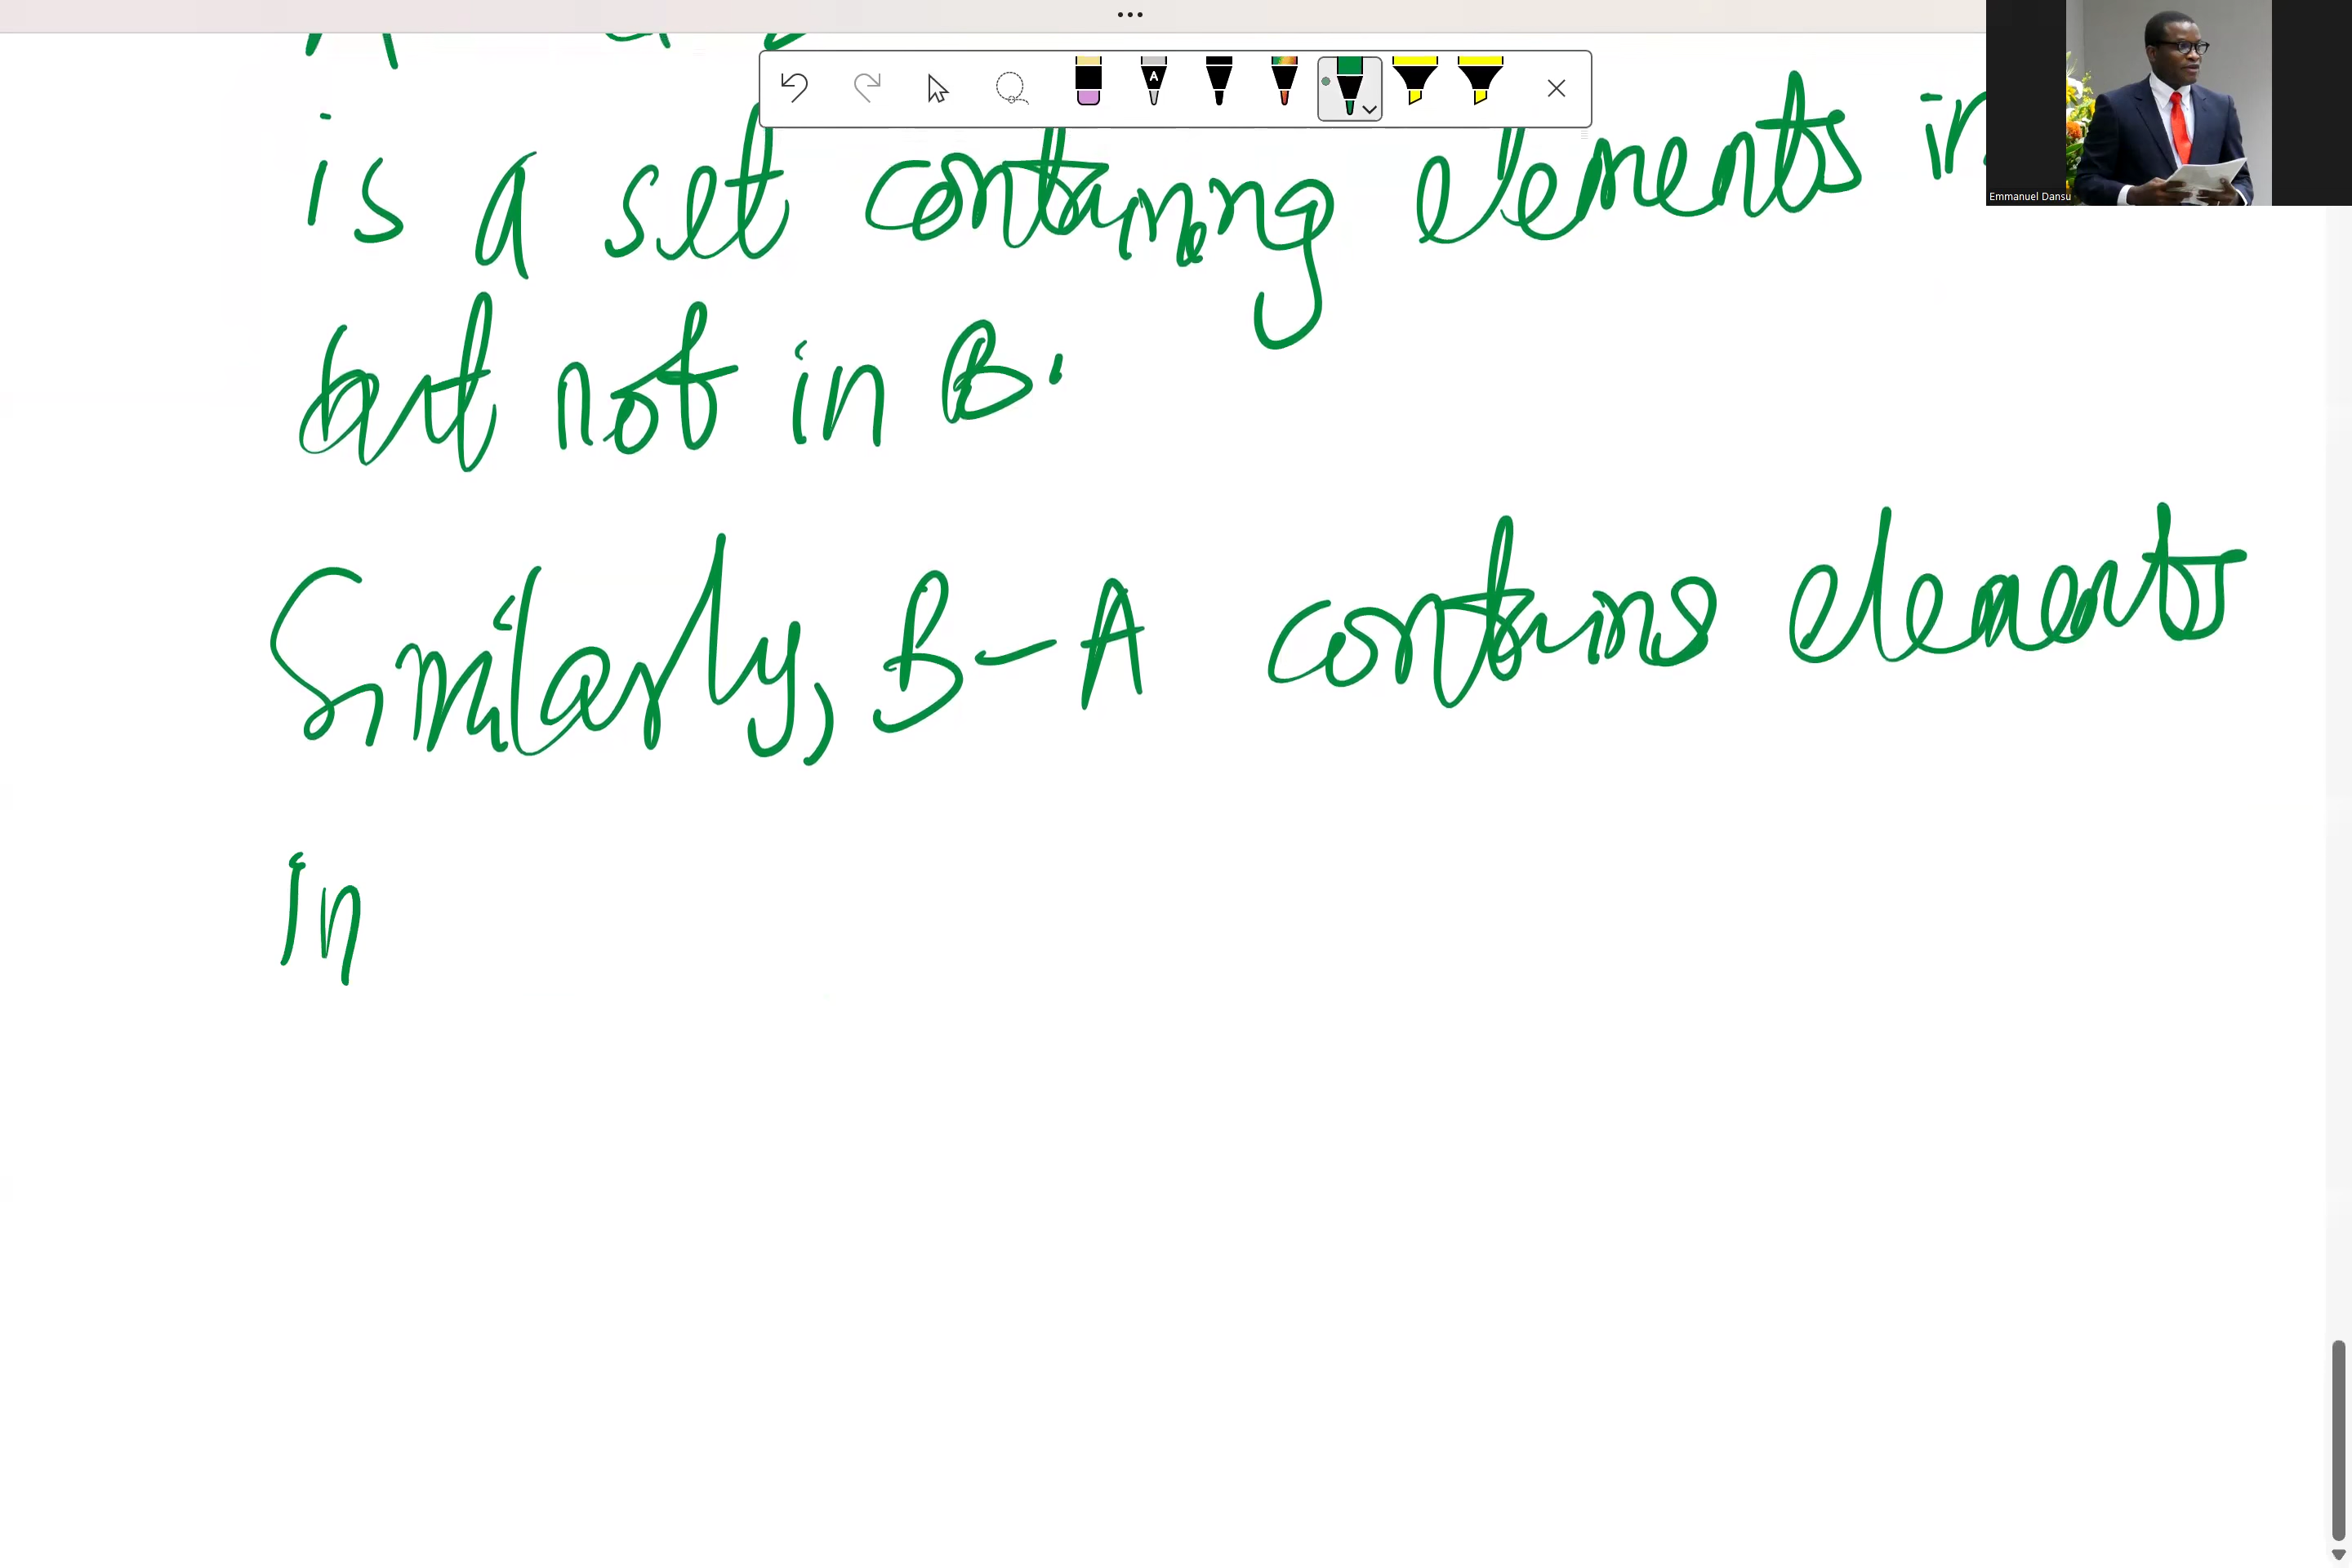 is a set containing elements in
Emmanuel Dansu
but not in B.
Similarly, B-A contains elements
in